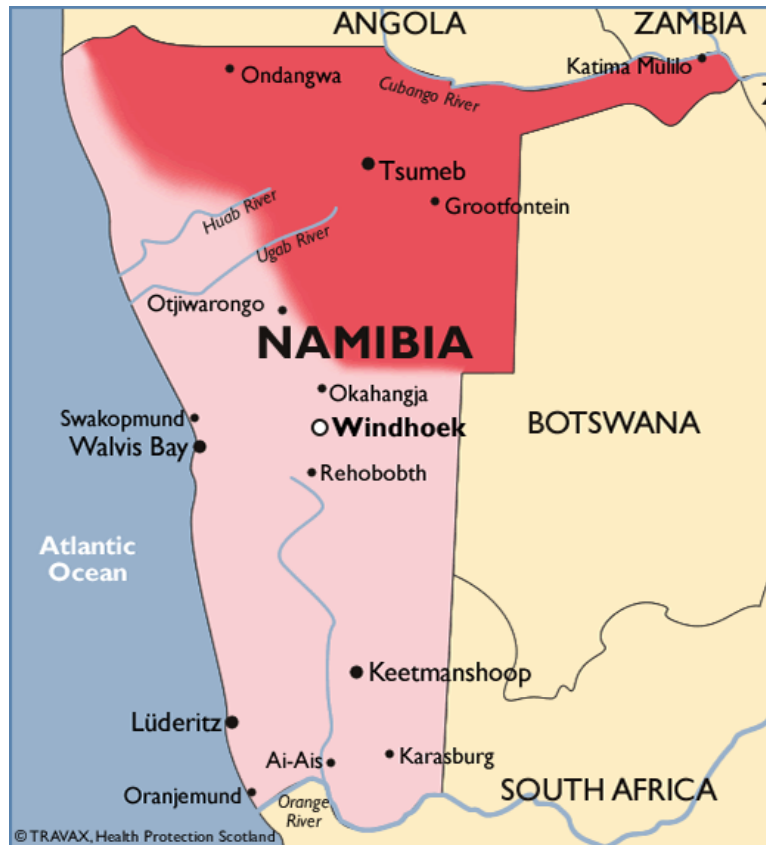 ANGOLA
ZAMBIA
Katima Mulilo
Ondangwa
Cubango River
Z
Tsumeb
Grootfontein
Huab River
Ugab River
Otjiwarongo
NAMIBIA
Okahangja
Swakopmund
Windhoek
BOTSWANA
Walvis Bay
Rehobobth
Atlantic
Ocean
Keetmanshoop
Lüderitz
Ai-Ais
Karasburg
SOUTH AFRICA
Oranjemund
Orange
River
© TRAVAX, Health Protection Scotland